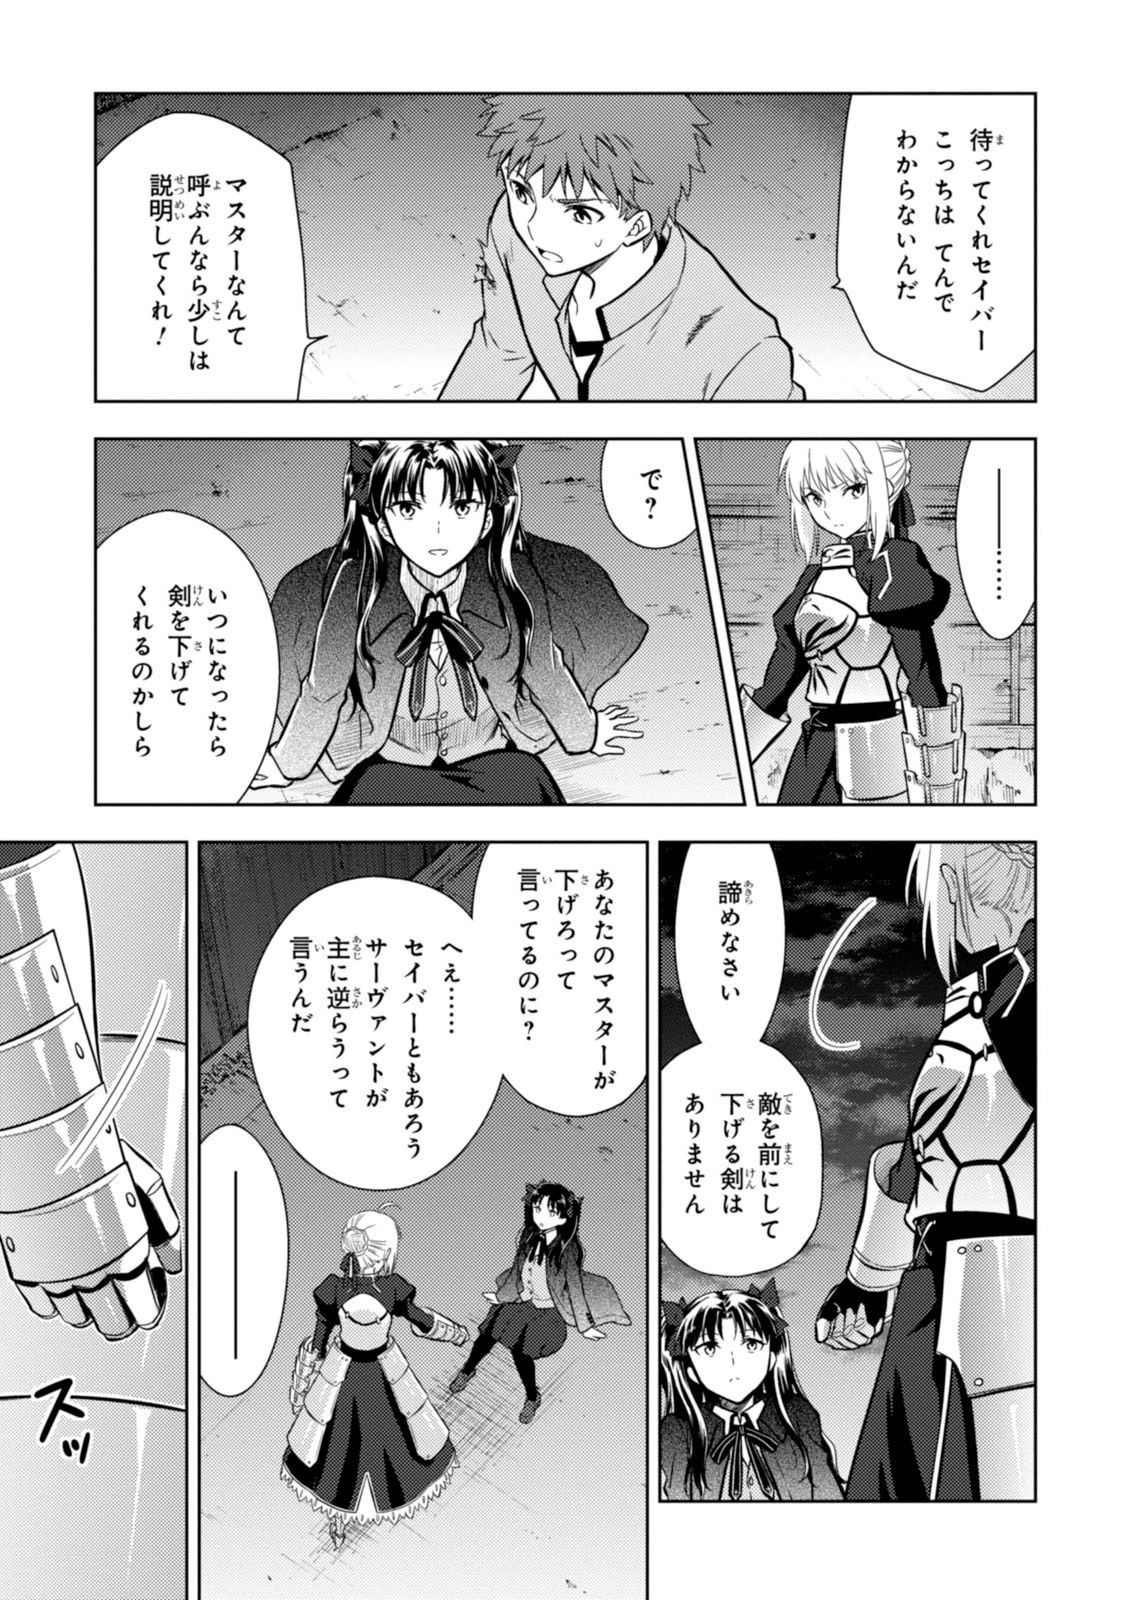 待ってくれセイバー
こっちは てんで
わからないんだ
マスターなんて
呼ぶんなら少しは
説明してくれ！
――……
で？
いつになったら
剣を下げて
くれるのかしら
諦めなさい
敵を前にして
下げる剣は
ありません
あなたのマスターが
下げろって
言ってるのに？
へえ………
セイバーともあろう
サーヴァントが
主に逆らうって
言うんだ
――
スッ